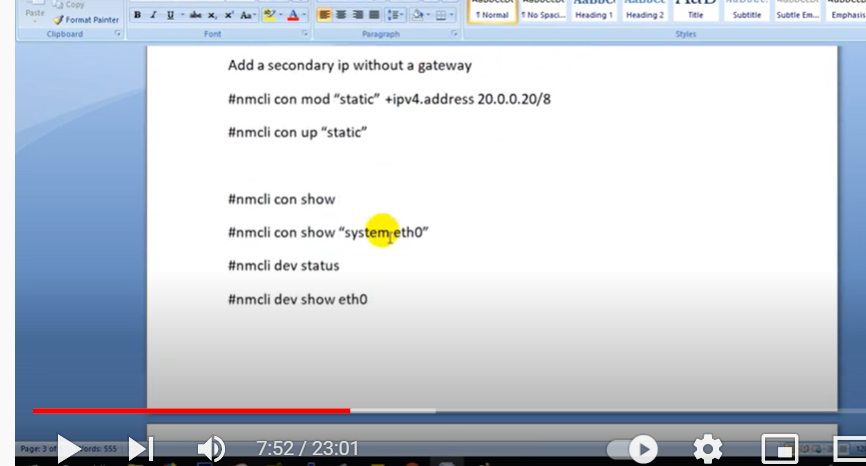 Paste
Copy
Format Painter
B I U abe x, x' Aa
Clipboard
Font
Paragraph
Styles
Normal
No Spaci...
Heading 1
Heading 2
Title
Subtitle
Subtle Em...
Emphasis
Add a secondary ip without a gateway
#nmcli con mod “static” +ipv4.address 20.0.0.20/8
#nmcli con up “static”
#nmcli con show
#nmcli con show “system eth0”
#nmcli dev status
#nmcli dev show eth0
7:52 / 23:01
Page: 3 of
Words: 555